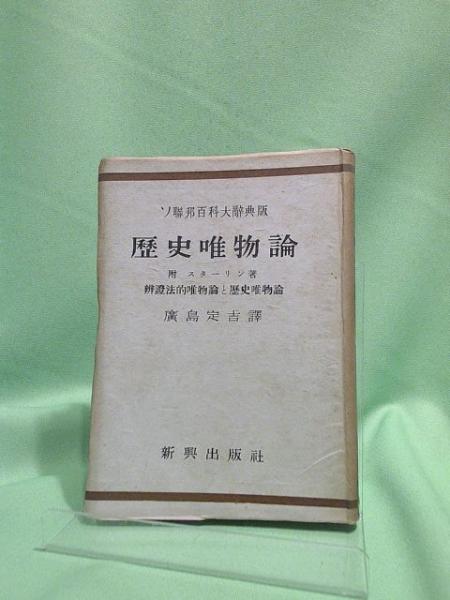 ソ聯邦百科大辭典版
歷史唯物論
附 スターリン著
辨證法的唯物論と歷史唯物論
廣島定吉譯
新興出版社